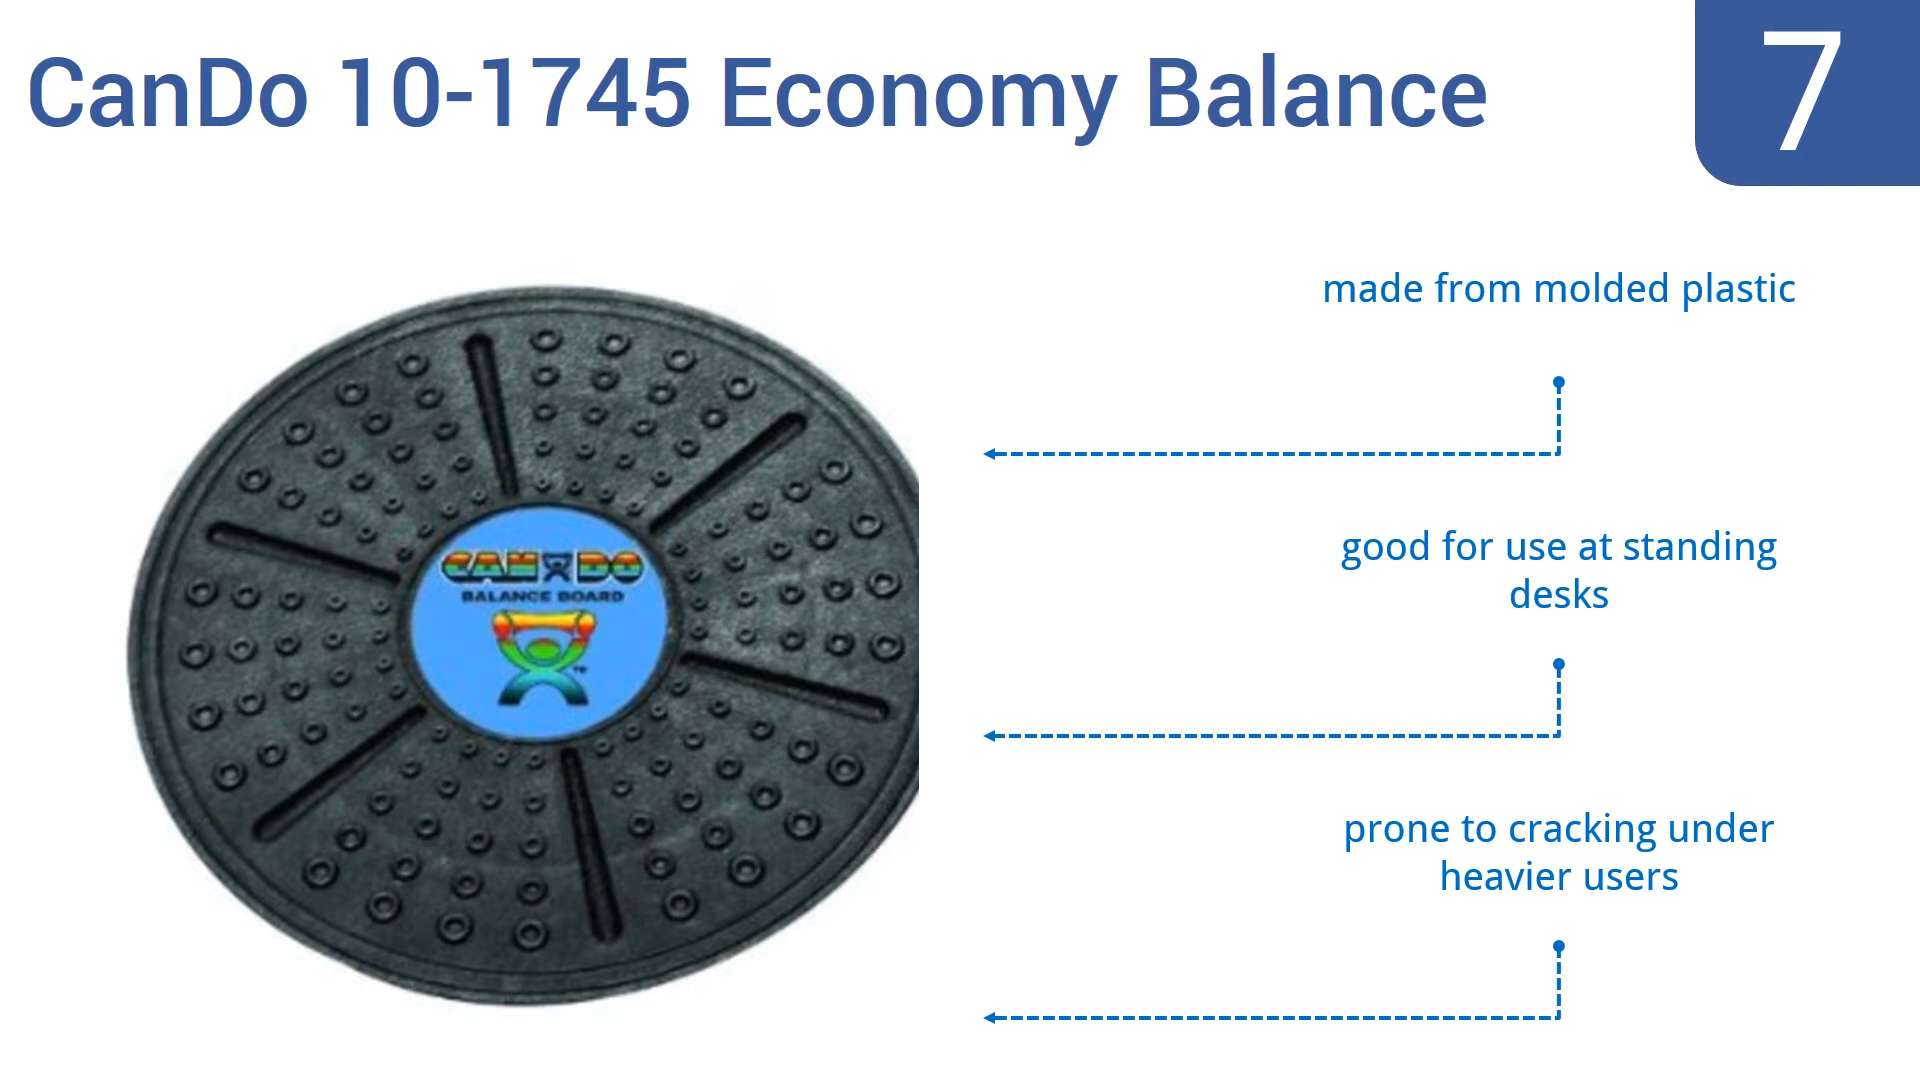 CanDo 10-1745 Economy Balance
7
made from molded plastic
good for use at standing
desks
prone to cracking under
heavier users
CAN DO
BALANCE BOARD
TM